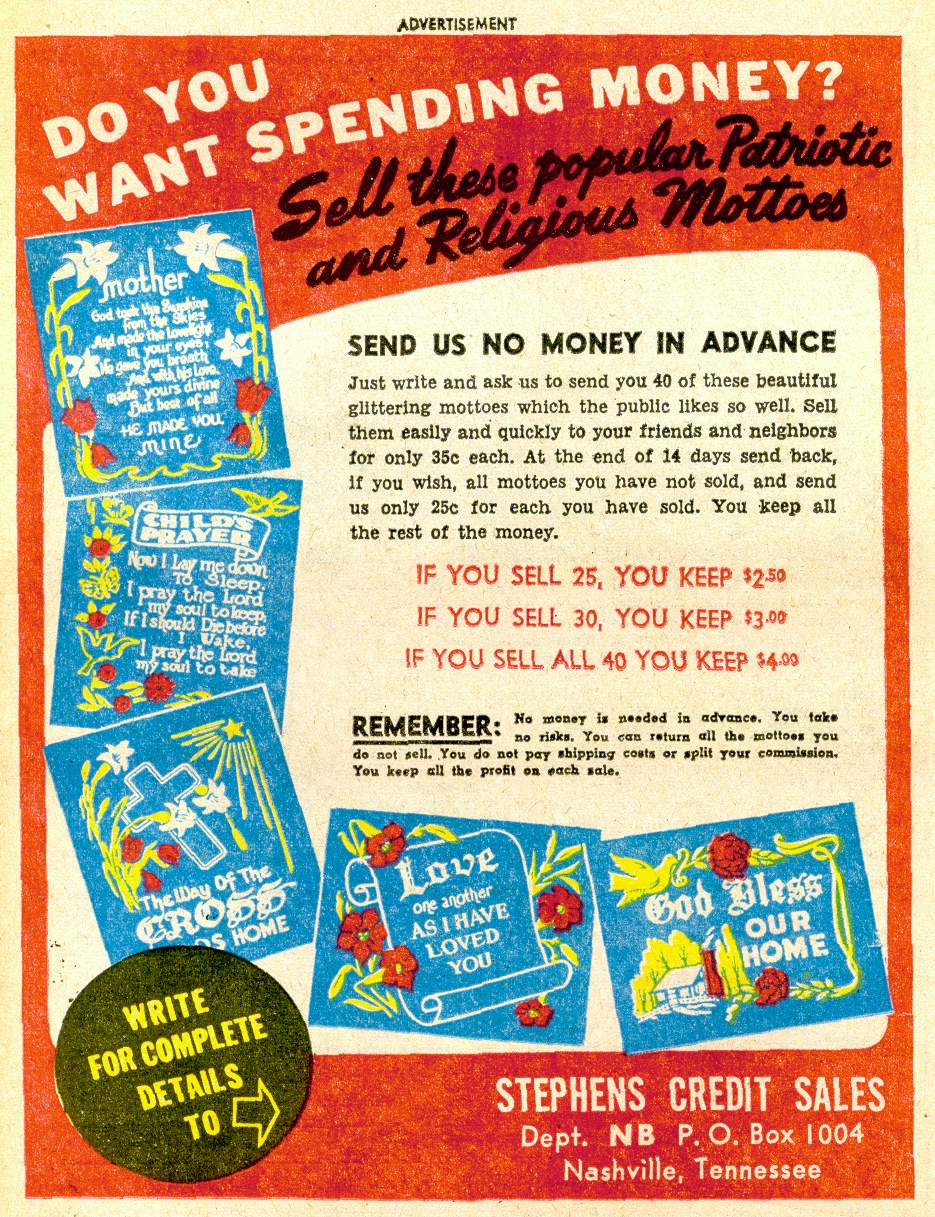 ADVERTISEMENT
DO YOU
WANT SPENDING MONEY?
Sell these popular Patriotic
and Religious Mottoes
mother
God took the Sunshine
from the Skies
And made the Lovelight
in your eyes,
He gave you breath
And with his Love,
made yours divine
But best of all
HE MADE YOU
MINE
SEND US NO MONEY IN ADVANCE
Just write and ask us to send you 40 of these beautiful
glittering mottoes which the public likes so well. Sell
them easily and quickly to your friends and neighbors
for only 35c each. At the end of 14 days send back,
if you wish, all mottoes you have not sold, and send
us only 25c for each you have sold. You keep all
the rest of the money.
IF YOU SELL 25, YOU KEEP $2.50
IF YOU SELL 30, YOU KEEP $3.00
IF YOU SELL ALL 40 YOU KEEP $4.00
REMEMBER: No money is needed in advance. You take
no risks. You can return all the mottoes you
do not sell. You do not pay shipping costs or split your commission.
You keep all the profit on each sale.
CHILD'S
PRAYER
Now I Lay me down
To Sleep,
I pray the Lord
my soul to keep,
If I should Die before
I Wake,
I pray the Lord
my soul to take
The Way Of The
CROSS
DS HOME
Love
one another
AS I HAVE
LOVED
YOU
God Bless
OUR
HOME
WRITE
FOR COMPLETE
DETAILS
TO
STEPHENS CREDIT SALES
Dept. NB P. O. Box 1004
Nashville, Tennessee